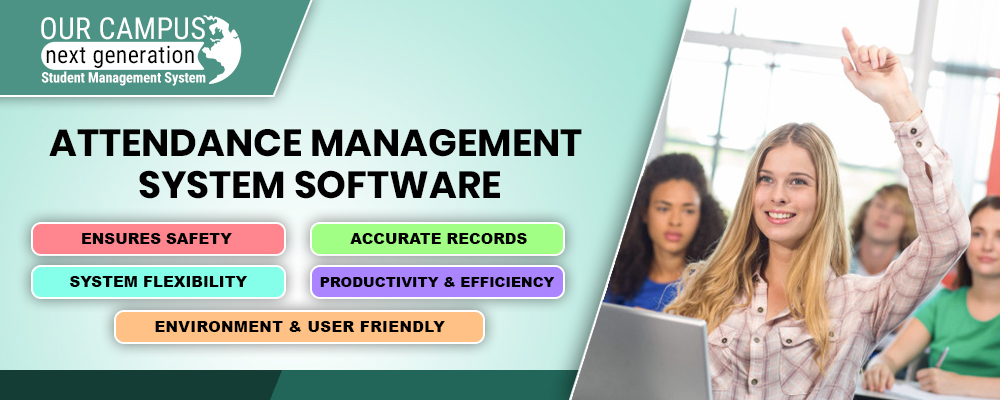 OUR CAMPUS
next generation
Student Management System
ATTENDANCE MANAGEMENT
SYSTEM SOFTWARE
ENSURES SAFETY
ACCURATE RECORDS
SYSTEM FLEXIBILITY
PRODUCTIVITY & EFFICIENCY
ENVIRONMENT & USER FRIENDLY